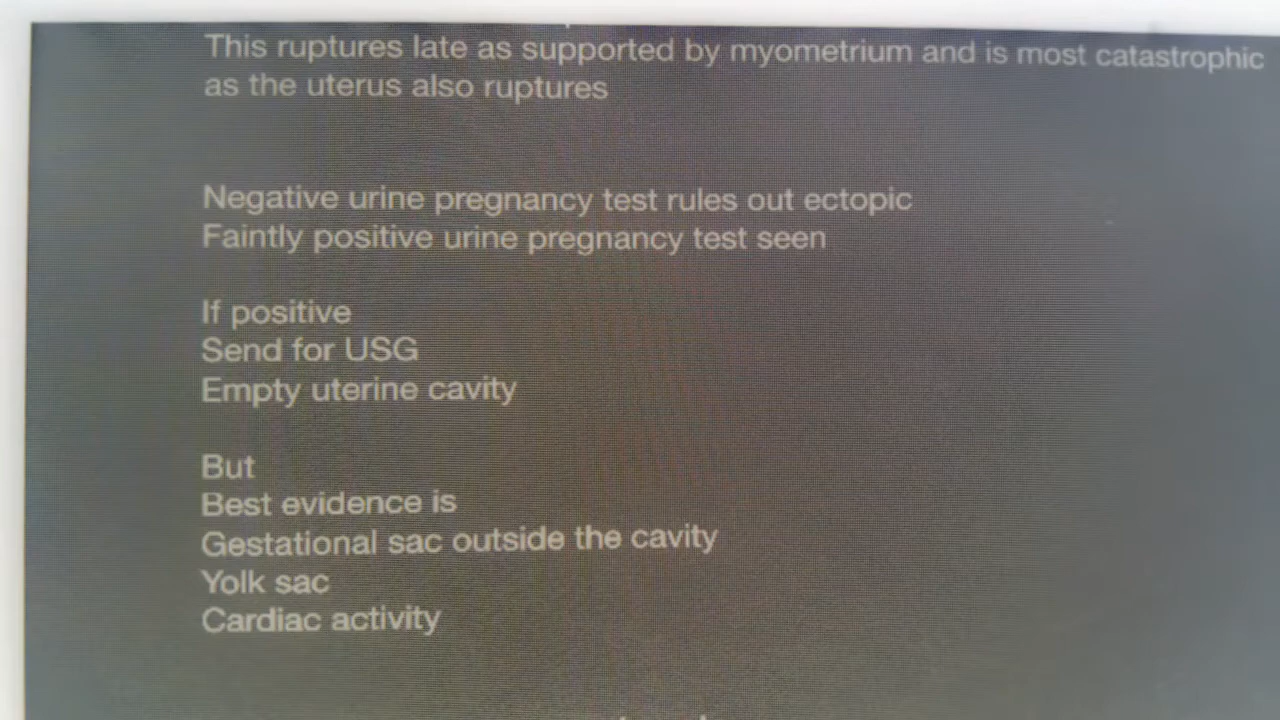 This ruptures late as supported by myometrium and is most catastrophic
as the uterus also ruptures
Negative urine pregnancy test rules out ectopic
Faintly positive urine pregnancy test seen
If positive
Send for USG
Empty uterine cavity
But
Best evidence is
Gestational sac outside the cavity
Yolk sac
Cardiac activity